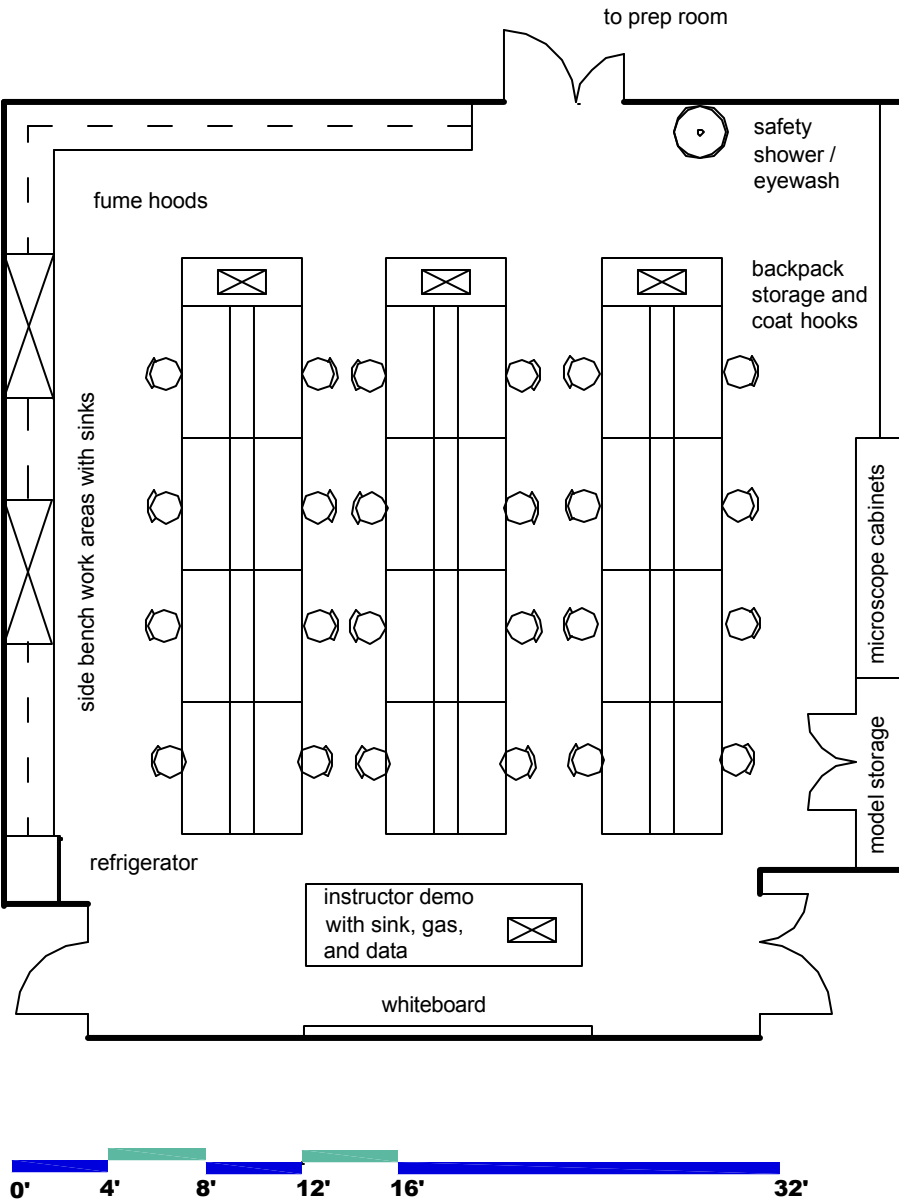 to prep room
safety
shower /
eyewash
fume hoods
backpack
storage and
coat hooks
side bench work areas with sinks
microscope cabinets
model storage
refrigerator
instructor demo
with sink, gas,
and data
whiteboard
0' 4' 8' 12' 16' 32'